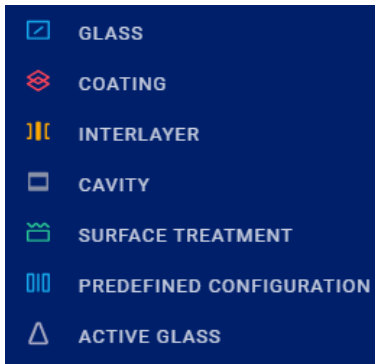 GLASS
COATING
INTERLAYER
CAVITY
SURFACE TREATMENT
PREDEFINED CONFIGURATION
ACTIVE GLASS